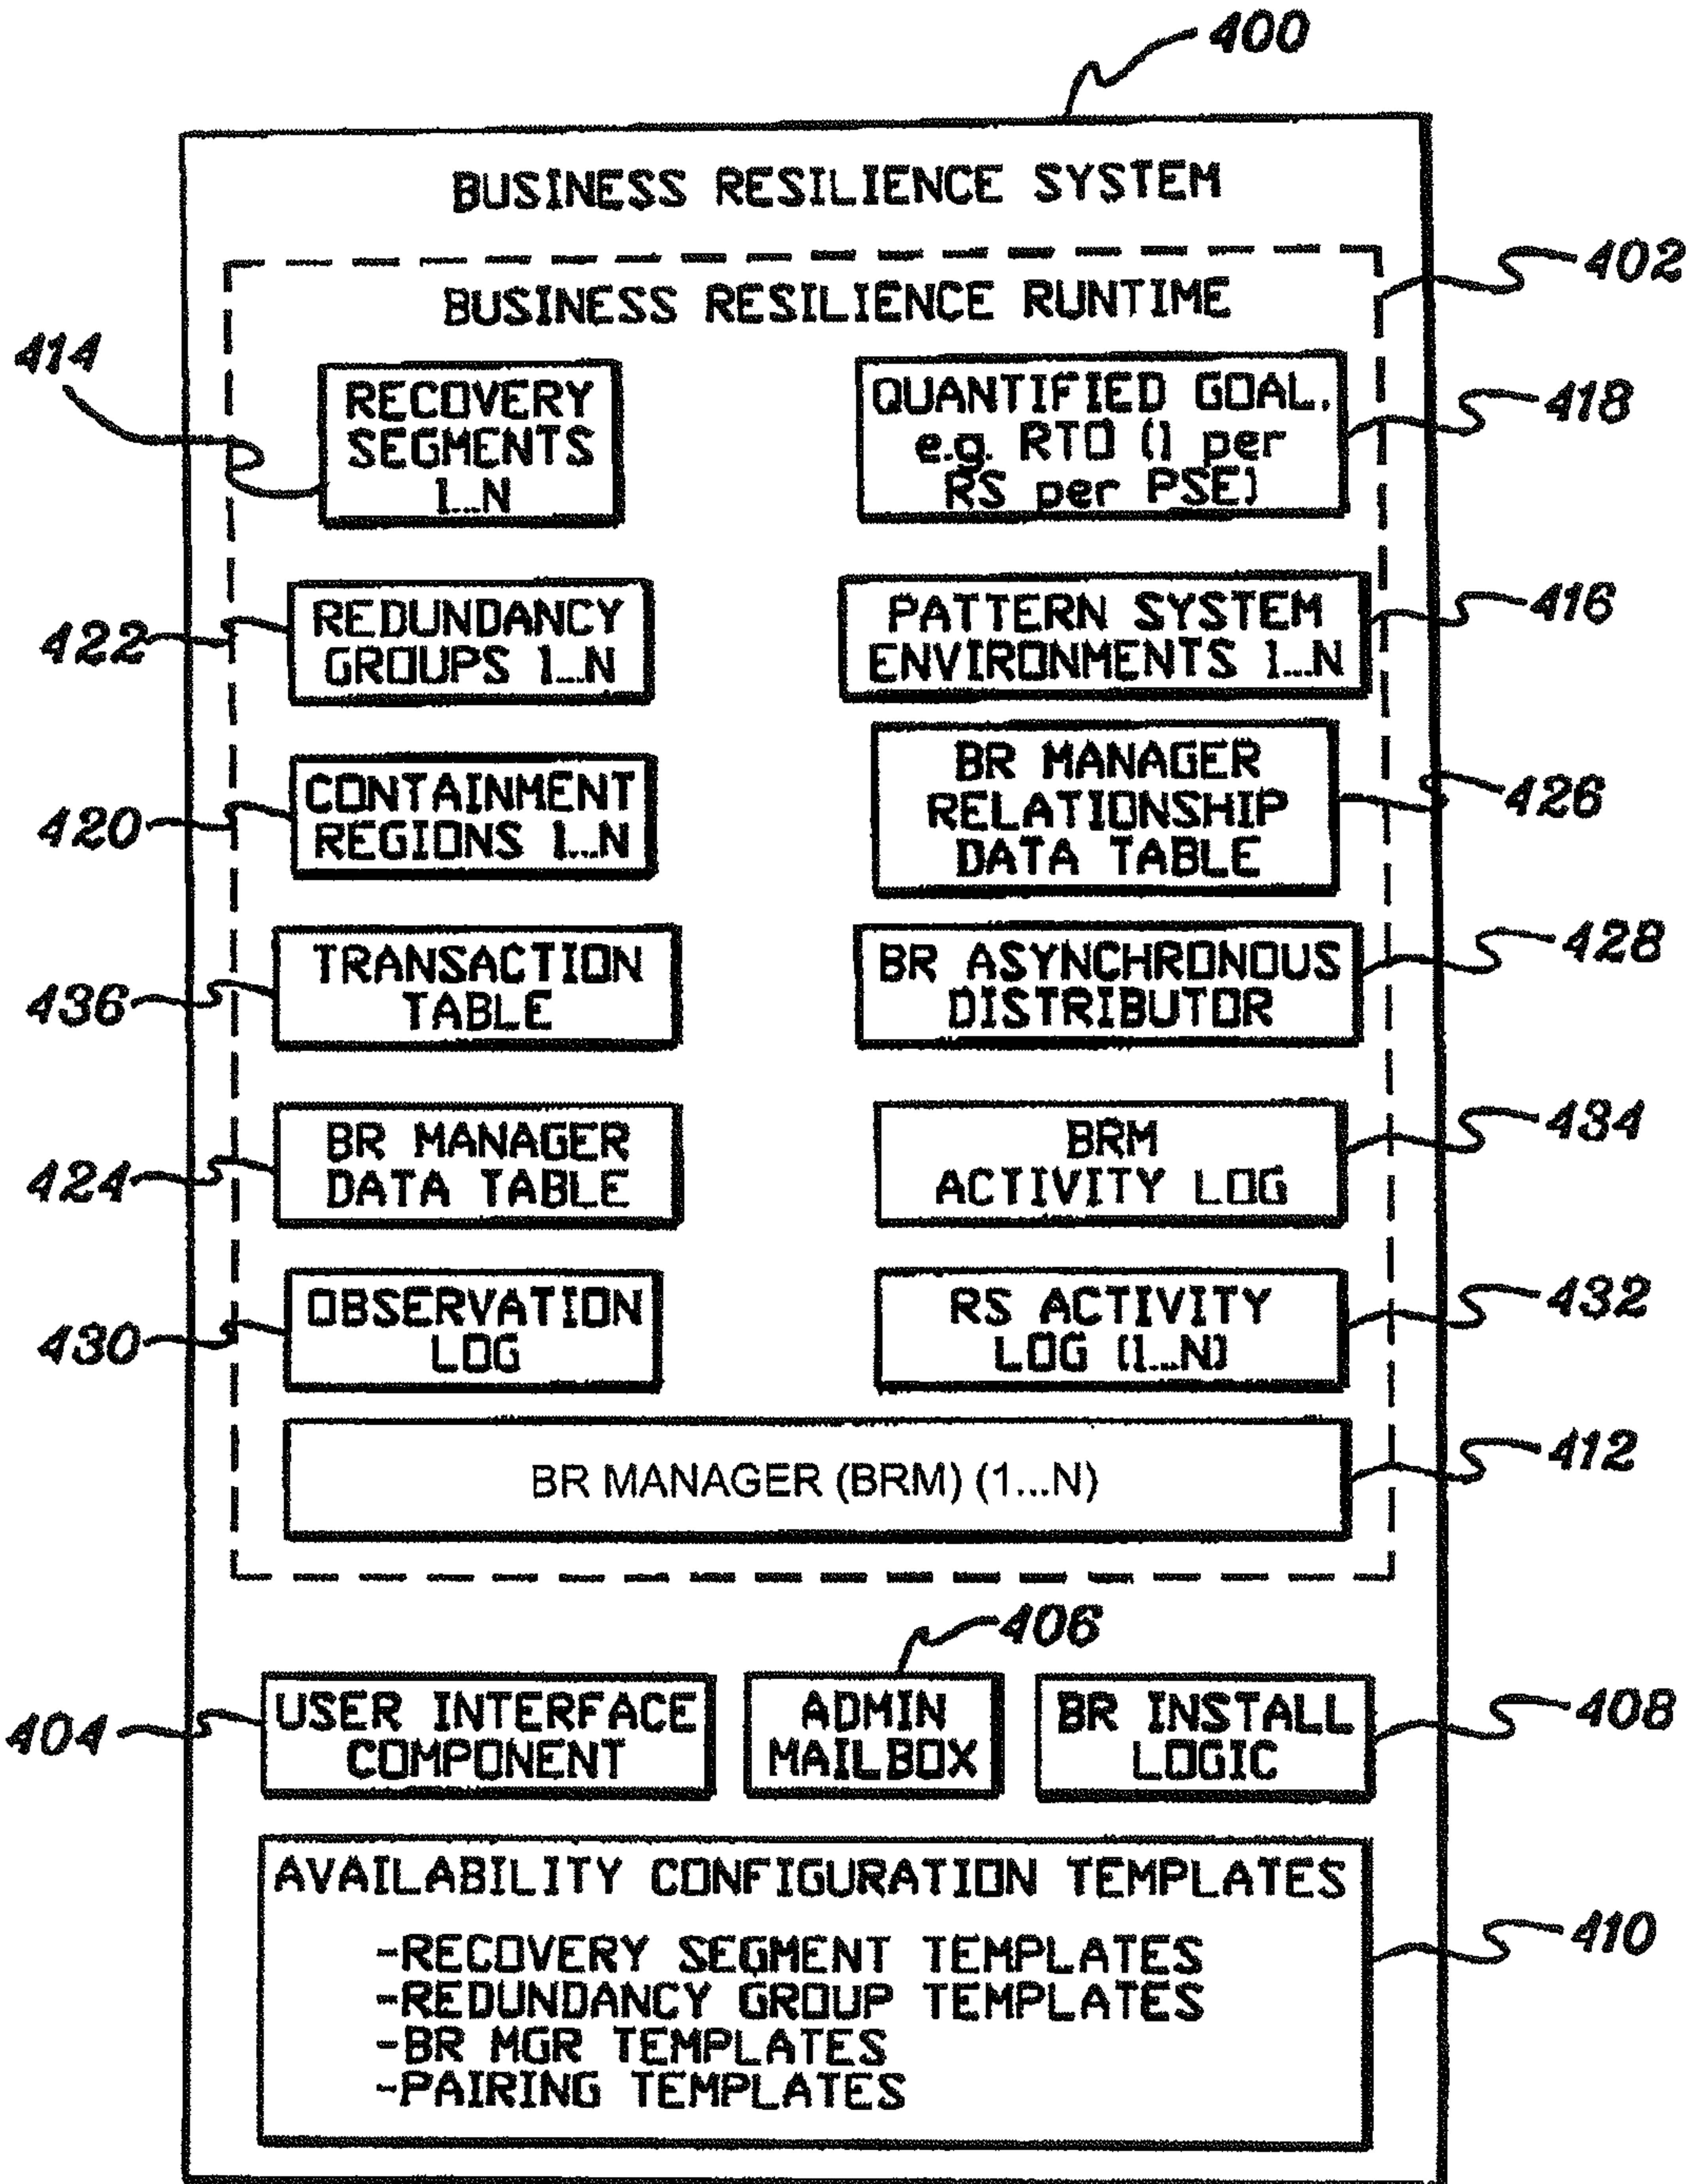 400
BUSINESS RESILIENCE SYSTEM
402
BUSINESS RESILIENCE RUNTIME
414
RECOVERY
SEGMENTS
1...N
QUANTIFIED GOAL,
e.g. RTO (1 per
RS per PSE)
418
422
REDUNDANCY
GROUPS 1...N
PATTERN SYSTEM
ENVIRONMENTS 1...N
416
420
CONTAINMENT
REGIONS 1...N
BR MANAGER
RELATIONSHIP
DATA TABLE
426
436
TRANSACTION
TABLE
BR ASYNCHRONOUS
DISTRIBUTOR
428
424
BR MANAGER
DATA TABLE
BRM
ACTIVITY LOG
434
430
OBSERVATION
LOG
RS ACTIVITY
LOG (1...N)
432
BR MANAGER (BRM) (1...N)
412
406
404
USER INTERFACE
COMPONENT
ADMIN
MAILBOX
BR INSTALL
LOGIC
408
AVAILABILITY CONFIGURATION TEMPLATES
-RECOVERY SEGMENT TEMPLATES
-REDUNDANCY GROUP TEMPLATES
-BR MGR TEMPLATES
-PAIRING TEMPLATES
410